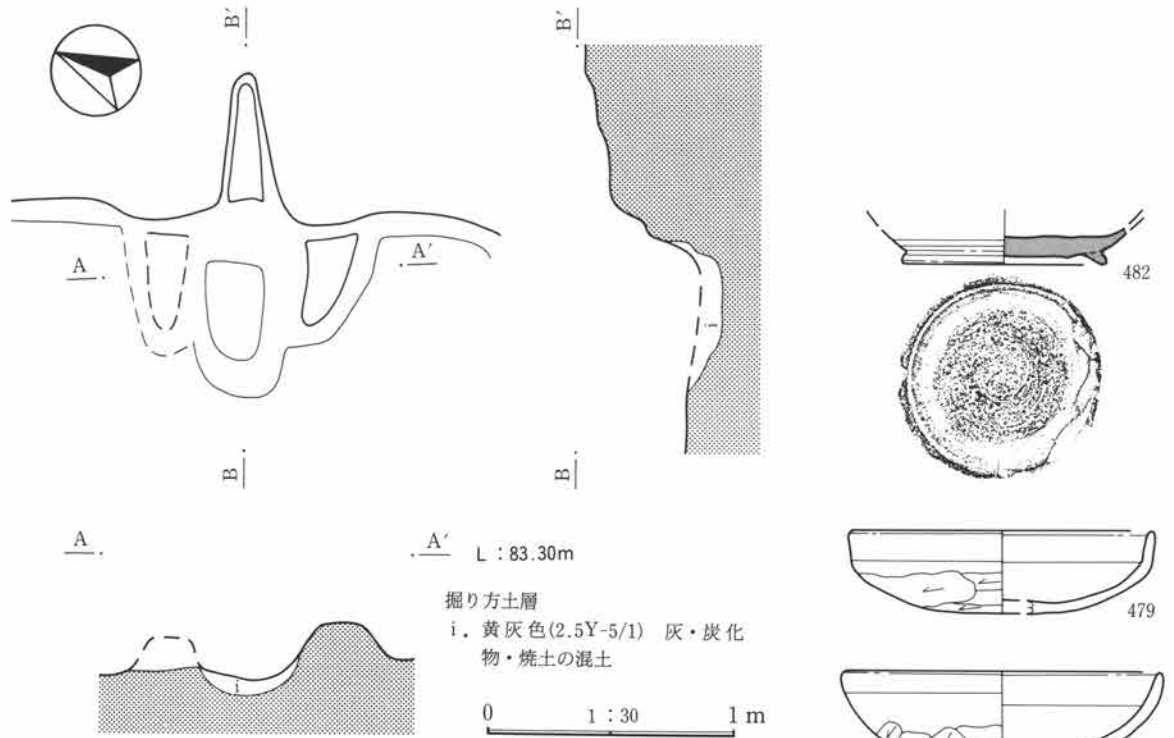 B'
B'
A
A'
i
B
B
482
A
A'
L：83.30m
479
掘り方土層
i．黄灰色(2.5Y-5/1)　灰・炭化
物・焼土の混土
i
0　1：30　1 m